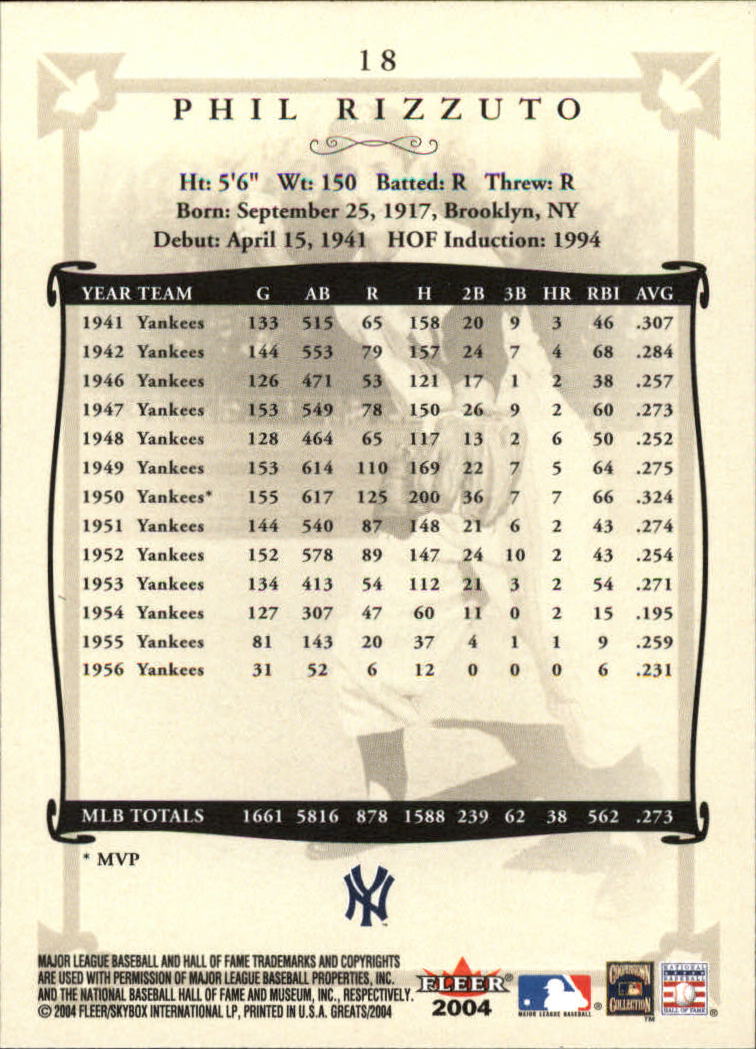 18
PHIL RIZZUTO
Ht: 5'6" Wt: 150 Batted: R Threw: R
Born: September 25, 1917, Brooklyn, NY
Debut: April 15, 1941 HOF Induction: 1994
YEAR TEAM G AB R H 2B 3B HR RBI AVG
1941 Yankees 133 515 65 158 20 9 3 46 .307
1942 Yankees 144 553 79 157 24 7 4 68 .284
1946 Yankees 126 471 53 121 17 1 2 38 .257
1947 Yankees 153 549 78 150 26 9 2 60 .273
1948 Yankees 128 464 65 117 13 2 6 50 .252
1949 Yankees 153 614 110 169 22 7 5 64 .275
1950 Yankees* 155 617 125 200 36 7 7 66 .324
1951 Yankees 144 540 87 148 21 6 2 43 .274
1952 Yankees 152 578 89 147 24 10 2 43 .254
1953 Yankees 134 413 54 112 21 3 2 54 .271
1954 Yankees 127 307 47 60 11 0 2 15 .195
1955 Yankees 81 143 20 37 4 1 1 9 .259
1956 Yankees 31 52 6 12 0 0 0 6 .231
MLB TOTALS 1661 5816 878 1588 239 62 38 562 .273
* MVP
NY
MAJOR LEAGUE BASEBALL AND HALL OF FAME TRADEMARKS AND COPYRIGHTS
ARE USED WITH PERMISSION OF MAJOR LEAGUE BASEBALL PROPERTIES, INC.
AND THE NATIONAL BASEBALL HALL OF FAME AND MUSEUM, INC., RESPECTIVELY.
© 2004 FLEER/SKYBOX INTERNATIONAL LP, PRINTED IN U.S.A. GREATS/2004
FLEER®
2004
MAJOR LEAGUE BASEBALL ®
COOPERSTOWN
COLLECTION
TM
NATIONAL
BASEBALL
HALL OF FAME ®